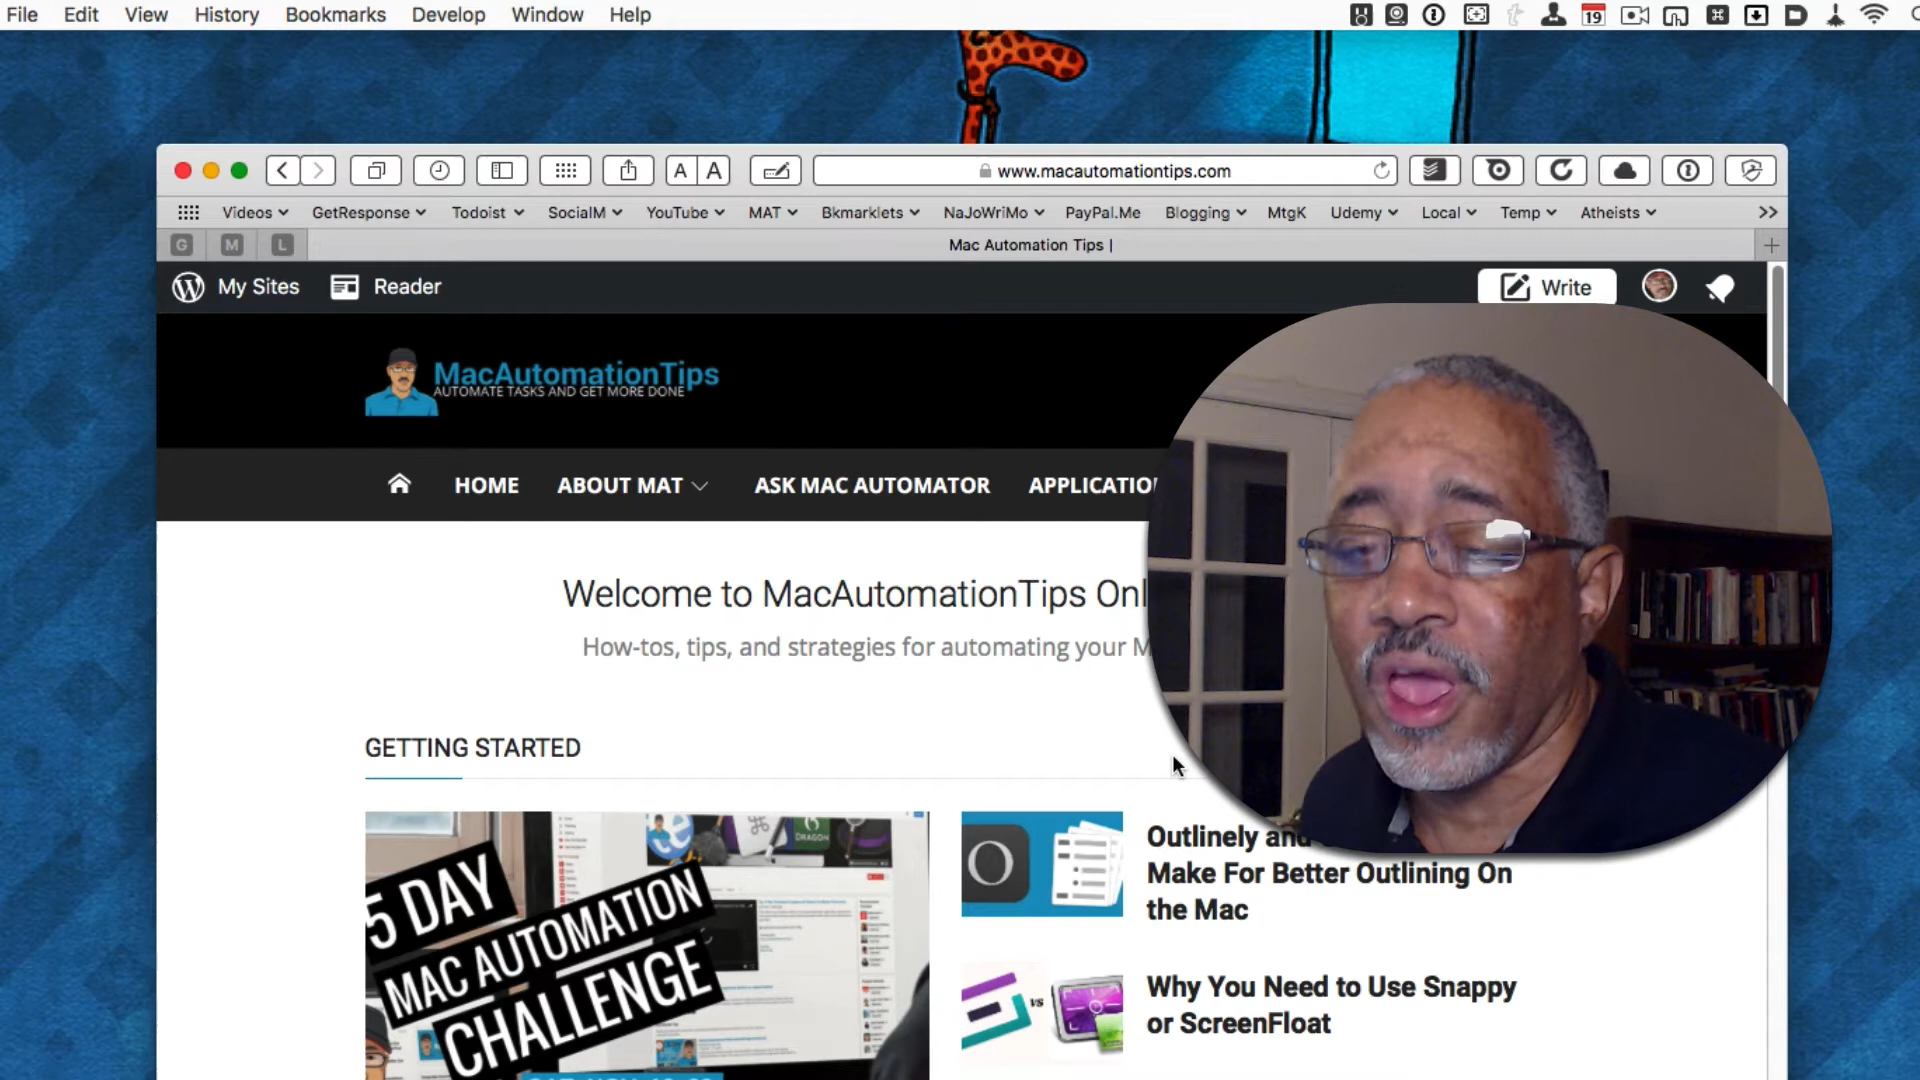 File Edit View History Bookmarks Develop Window Help
19
A A www.macautomationtips.com
Videos GetResponse Todoist SocialM YouTube MAT Bkmarklets NaJoWriMo PayPal.Me Blogging MtgK Udemy Local Temp Atheists >>
G M L Mac Automation Tips |
My Sites Reader Write
MacAutomationTips
AUTOMATE TASKS AND GET MORE DONE
HOME ABOUT MAT ASK MAC AUTOMATOR APPLICATIO
Welcome to MacAutomationTips Onl
How-tos, tips, and strategies for automating your M
GETTING STARTED
5 DAY
MAC AUTOMATION
CHALLENGE
DRAGON
Outlinely and
Make For Better Outlining On
the Mac
VS
Why You Need to Use Snappy
or ScreenFloat